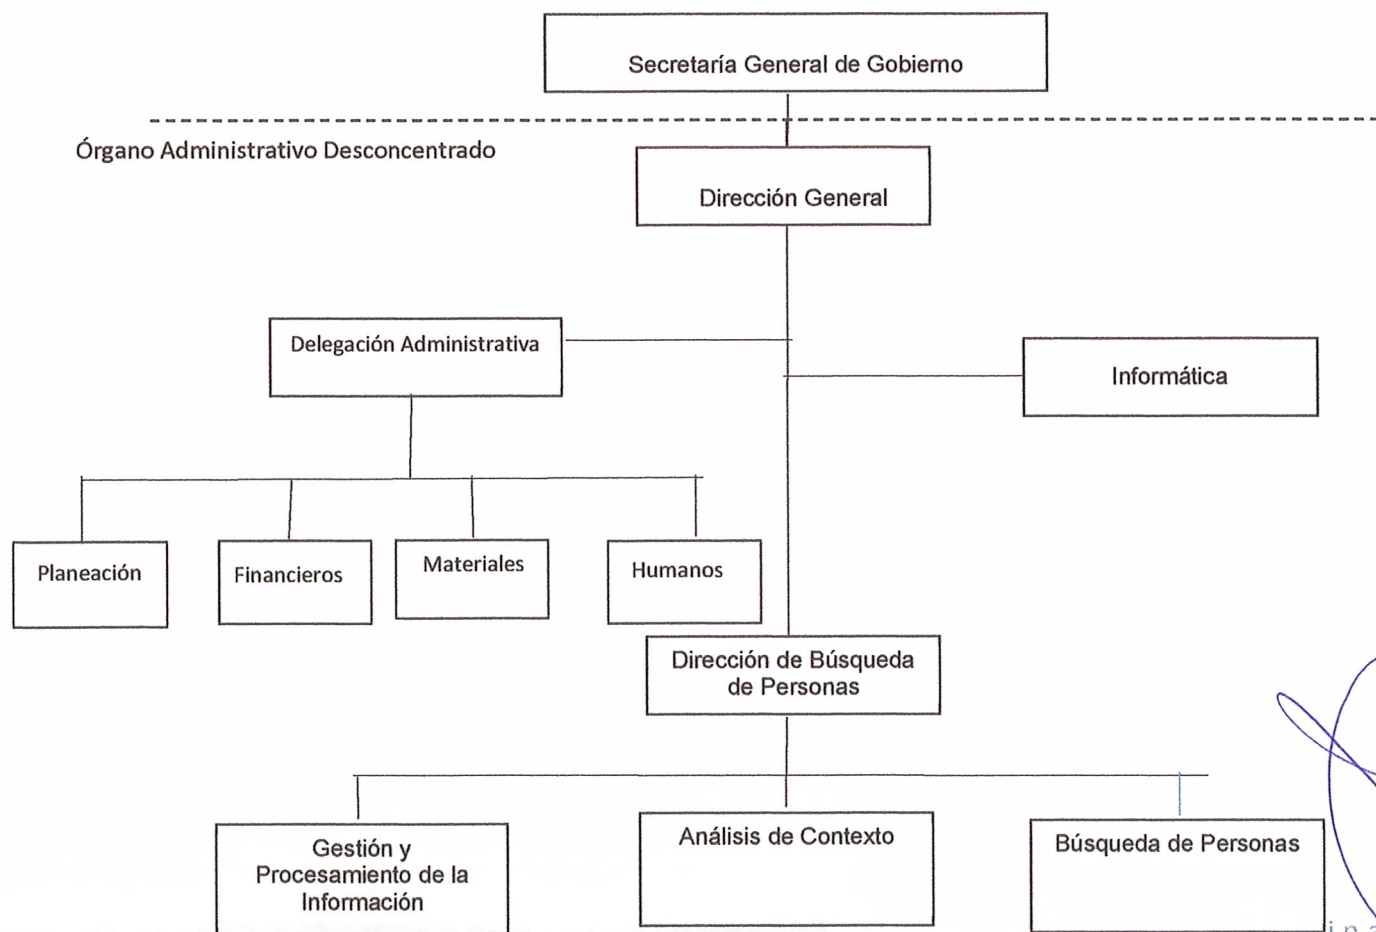 Secretaría General de Gobierno
Órgano Administrativo Desconcentrado
Dirección General
Delegación Administrativa
Informática
Planeación
Financieros
Materiales
Humanos
Dirección de Búsqueda
de Personas
Gestión y
Procesamiento de la
Información
Análisis de Contexto
Búsqueda de Personas